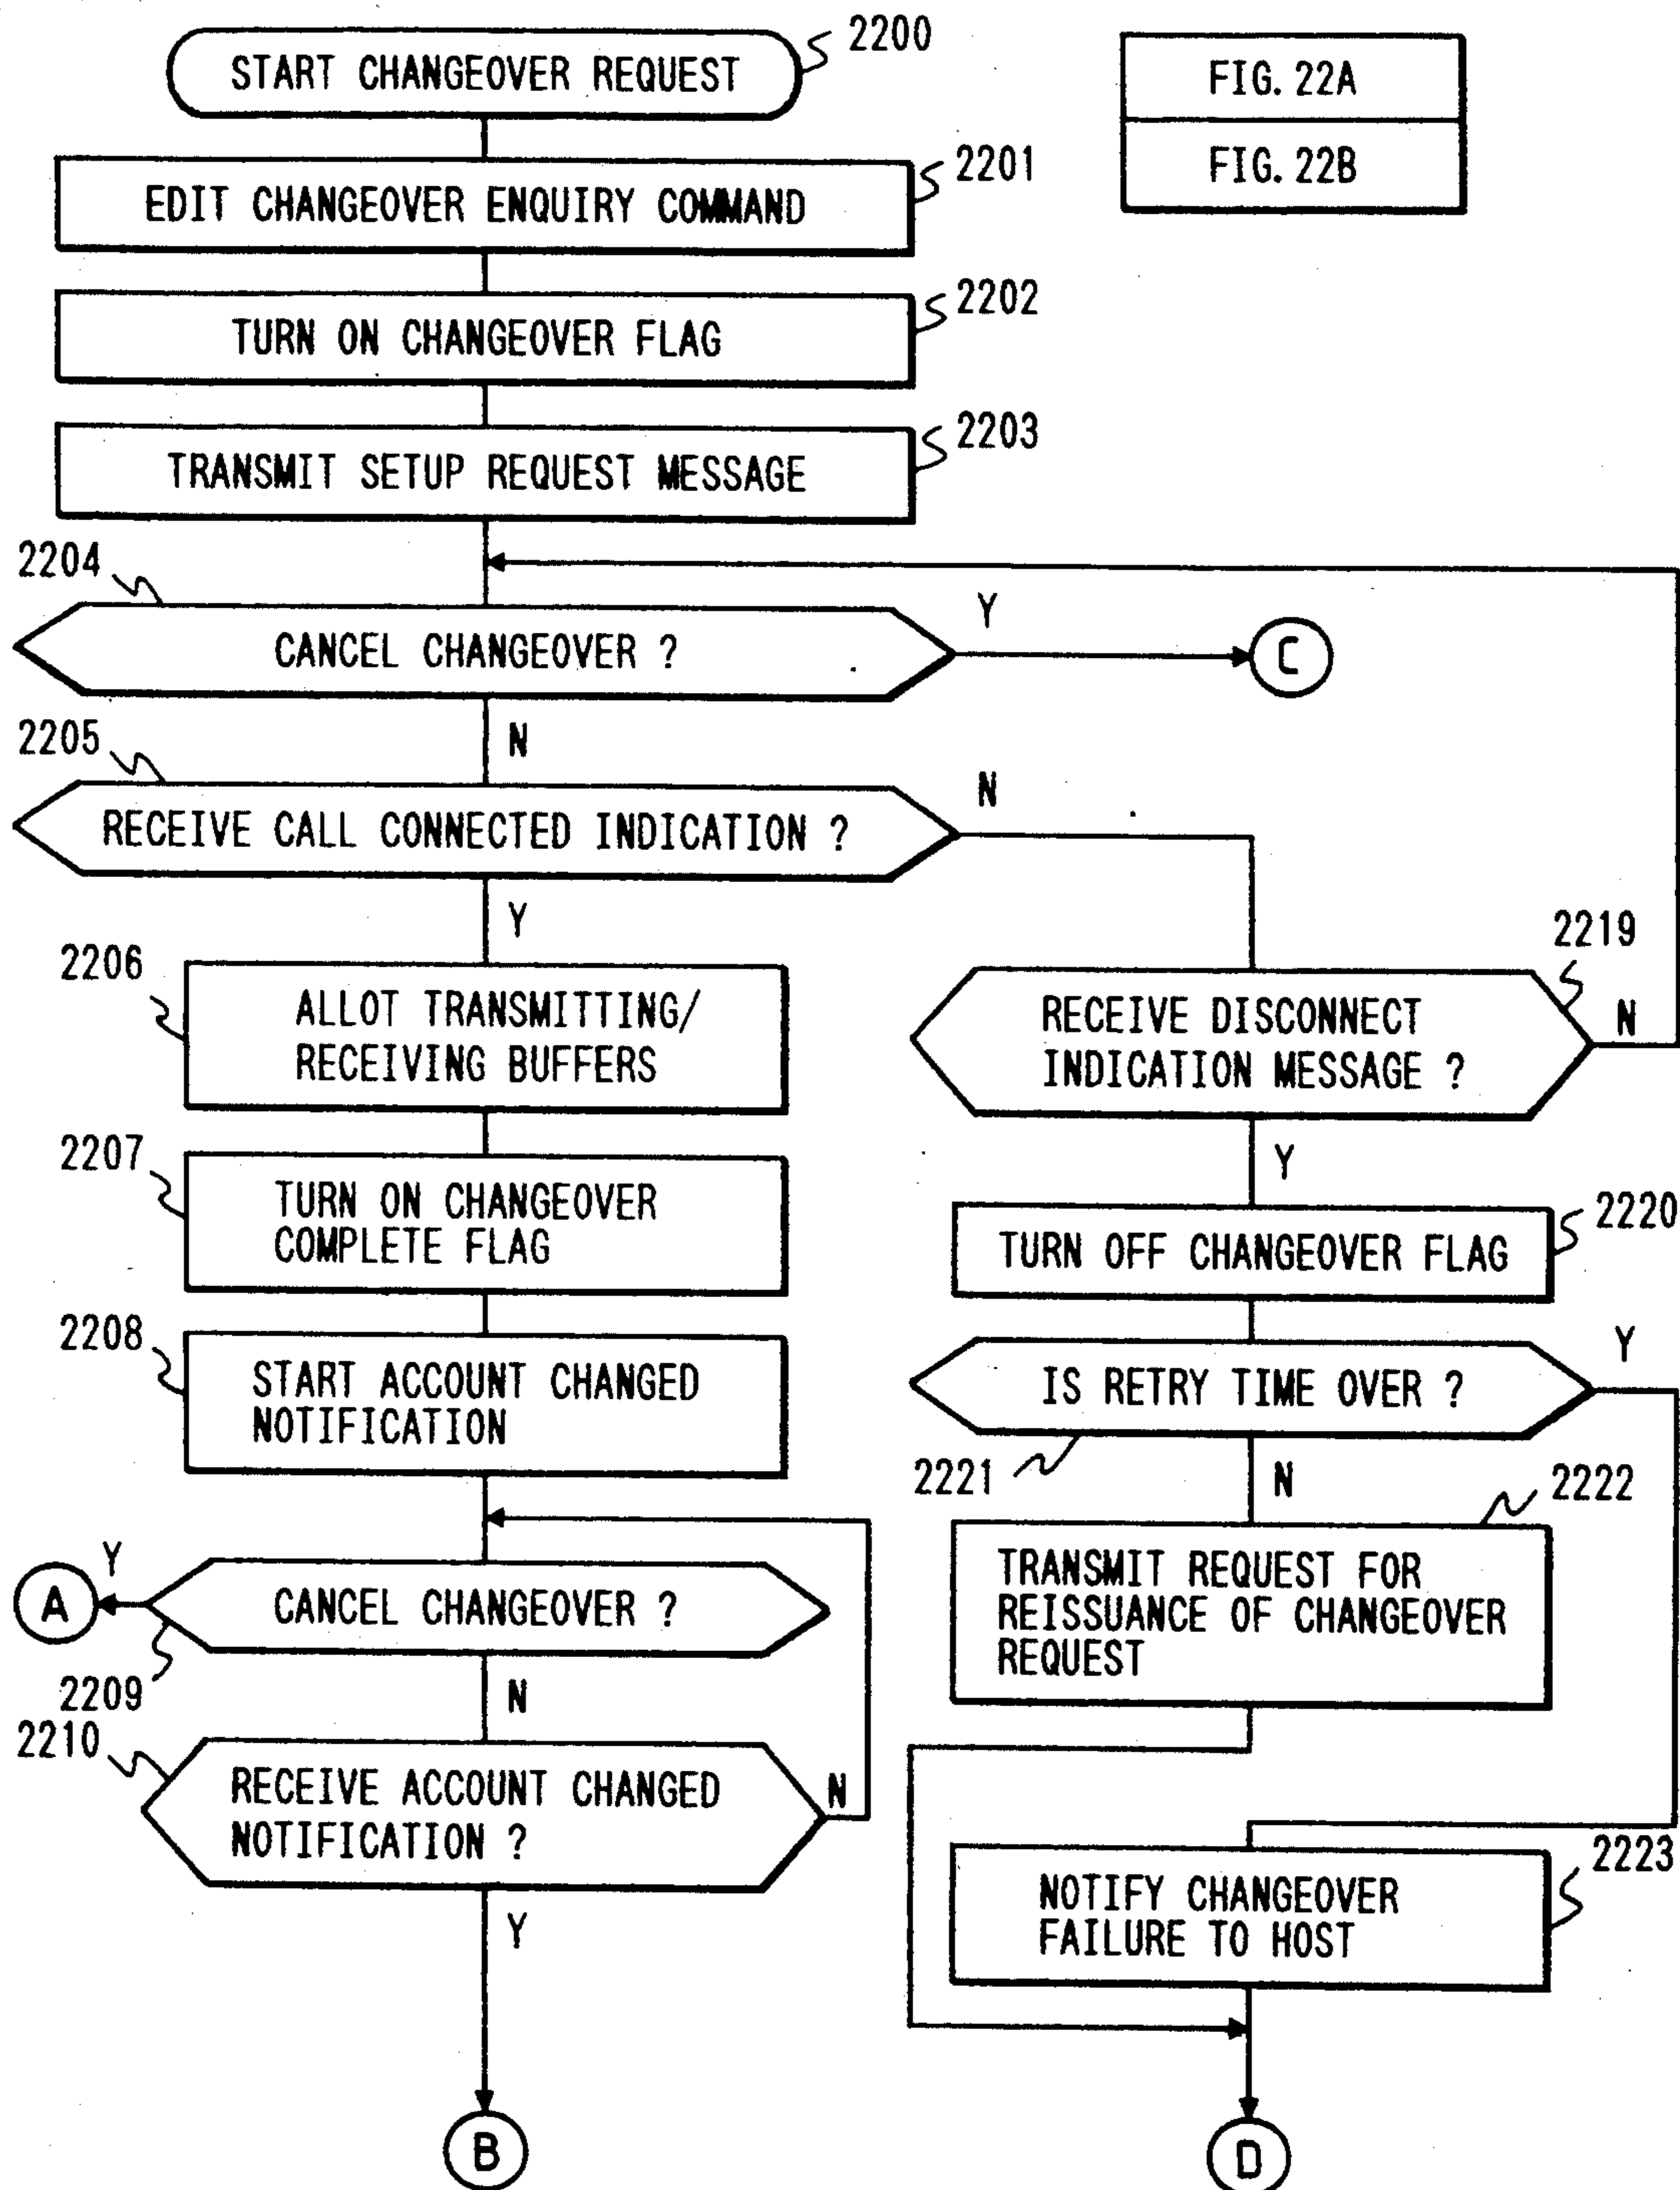 2200
START CHANGEOVER REQUEST
FIG. 22A
FIG. 22B
2201
EDIT CHANGEOVER ENQUIRY COMMAND
2202
TURN ON CHANGEOVER FLAG
2203
TRANSMIT SETUP REQUEST MESSAGE
2204
CANCEL CHANGEOVER ?
Y
C
N
2205
RECEIVE CALL CONNECTED INDICATION ?
N
Y
2206
ALLOT TRANSMITTING/
RECEIVING BUFFERS
2207
TURN ON CHANGEOVER
COMPLETE FLAG
2208
START ACCOUNT CHANGED
NOTIFICATION
Y
A
CANCEL CHANGEOVER ?
2209
N
2210
RECEIVE ACCOUNT CHANGED
NOTIFICATION ?
N
Y
B
2219
RECEIVE DISCONNECT
INDICATION MESSAGE ?
N
Y
2220
TURN OFF CHANGEOVER FLAG
IS RETRY TIME OVER ?
Y
2221
N
2222
TRANSMIT REQUEST FOR
REISSUANCE OF CHANGEOVER
REQUEST
2223
NOTIFY CHANGEOVER
FAILURE TO HOST
D